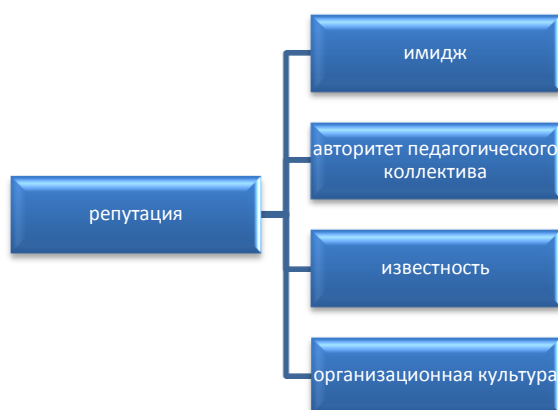 имидж
авторитет педагогического
коллектива
репутация
известность
организационная культура